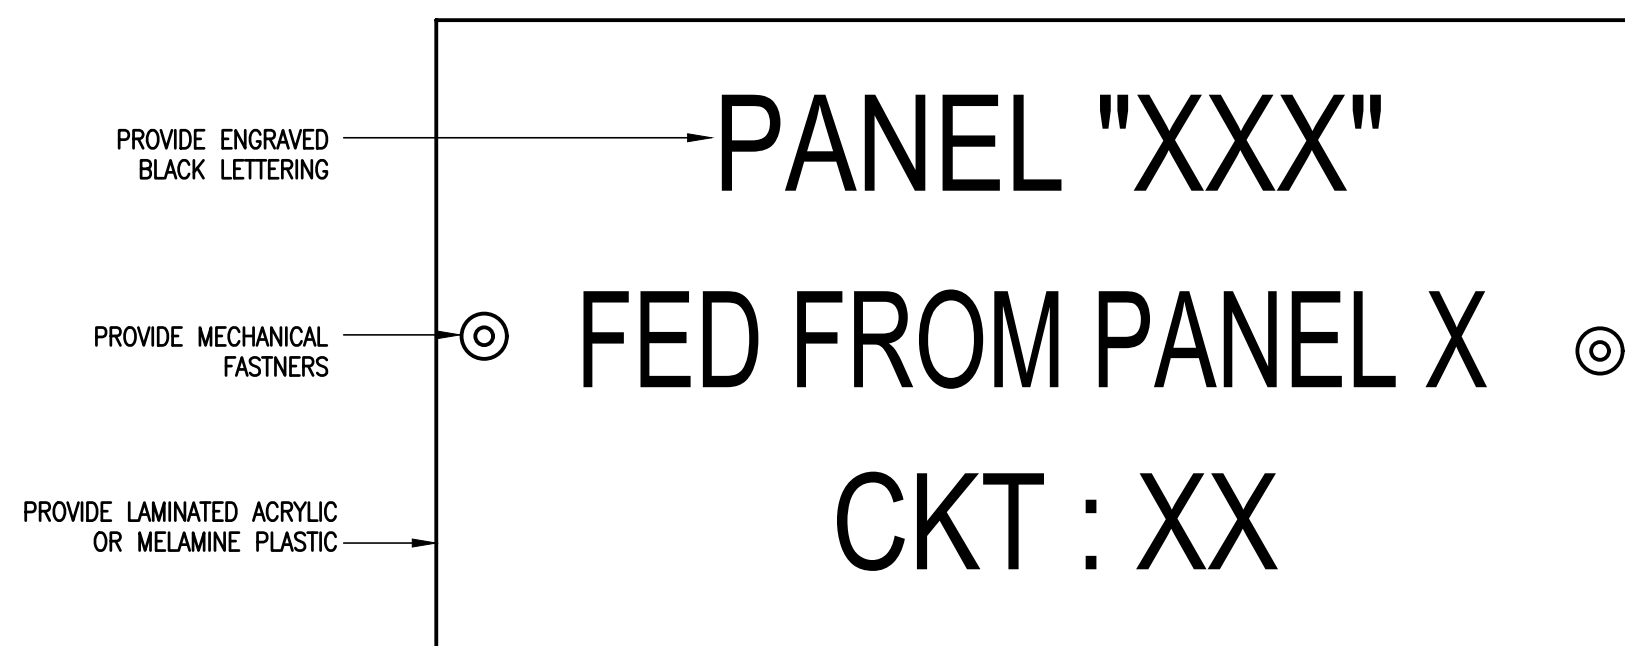 PROVIDE ENGRAVED
BLACK LETTERING
PANEL "XXX"
PROVIDE MECHANICAL
FASTNERS
FED FROM PANEL X
PROVIDE LAMINATED ACRYLIC
OR MELAMINE PLASTIC
CKT : XX